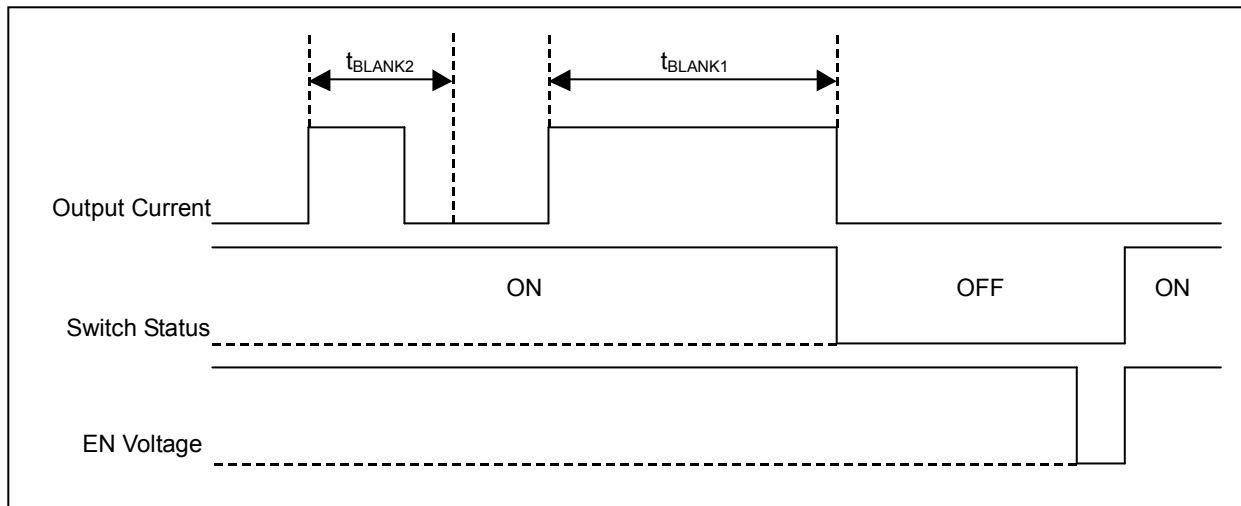 tBLANK2
tBLANK1
Output Current
ON
OFF
ON
Switch Status
EN Voltage